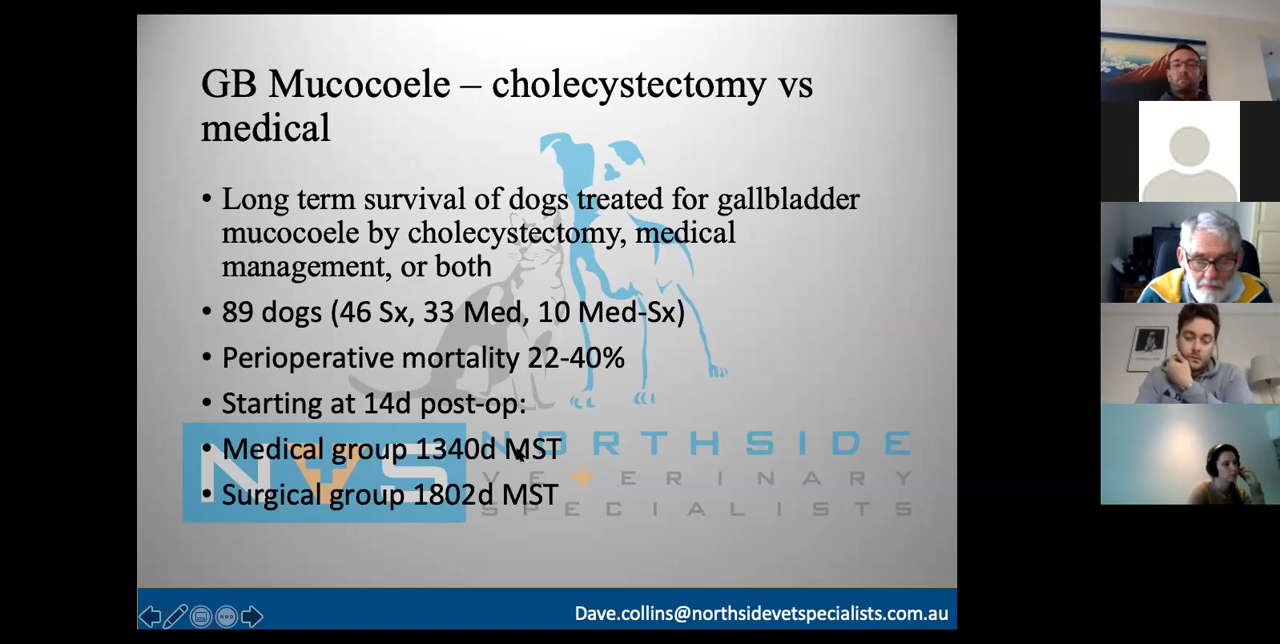 GB Mucocoele – cholecystectomy vs
medical
• Long term survival of dogs treated for gallbladder
mucocoele by cholecystectomy, medical
management, or both
• 89 dogs (46 Sx, 33 Med, 10 Med-Sx)
• Perioperative mortality 22-40%
• Starting at 14d post-op:
• Medical group 1340d MST
• Surgical group 1802d MST
NVS
NORTHSIDE
VETERINARY
SPECIALISTS
Dave.collins@northsidevetspecialists.com.au